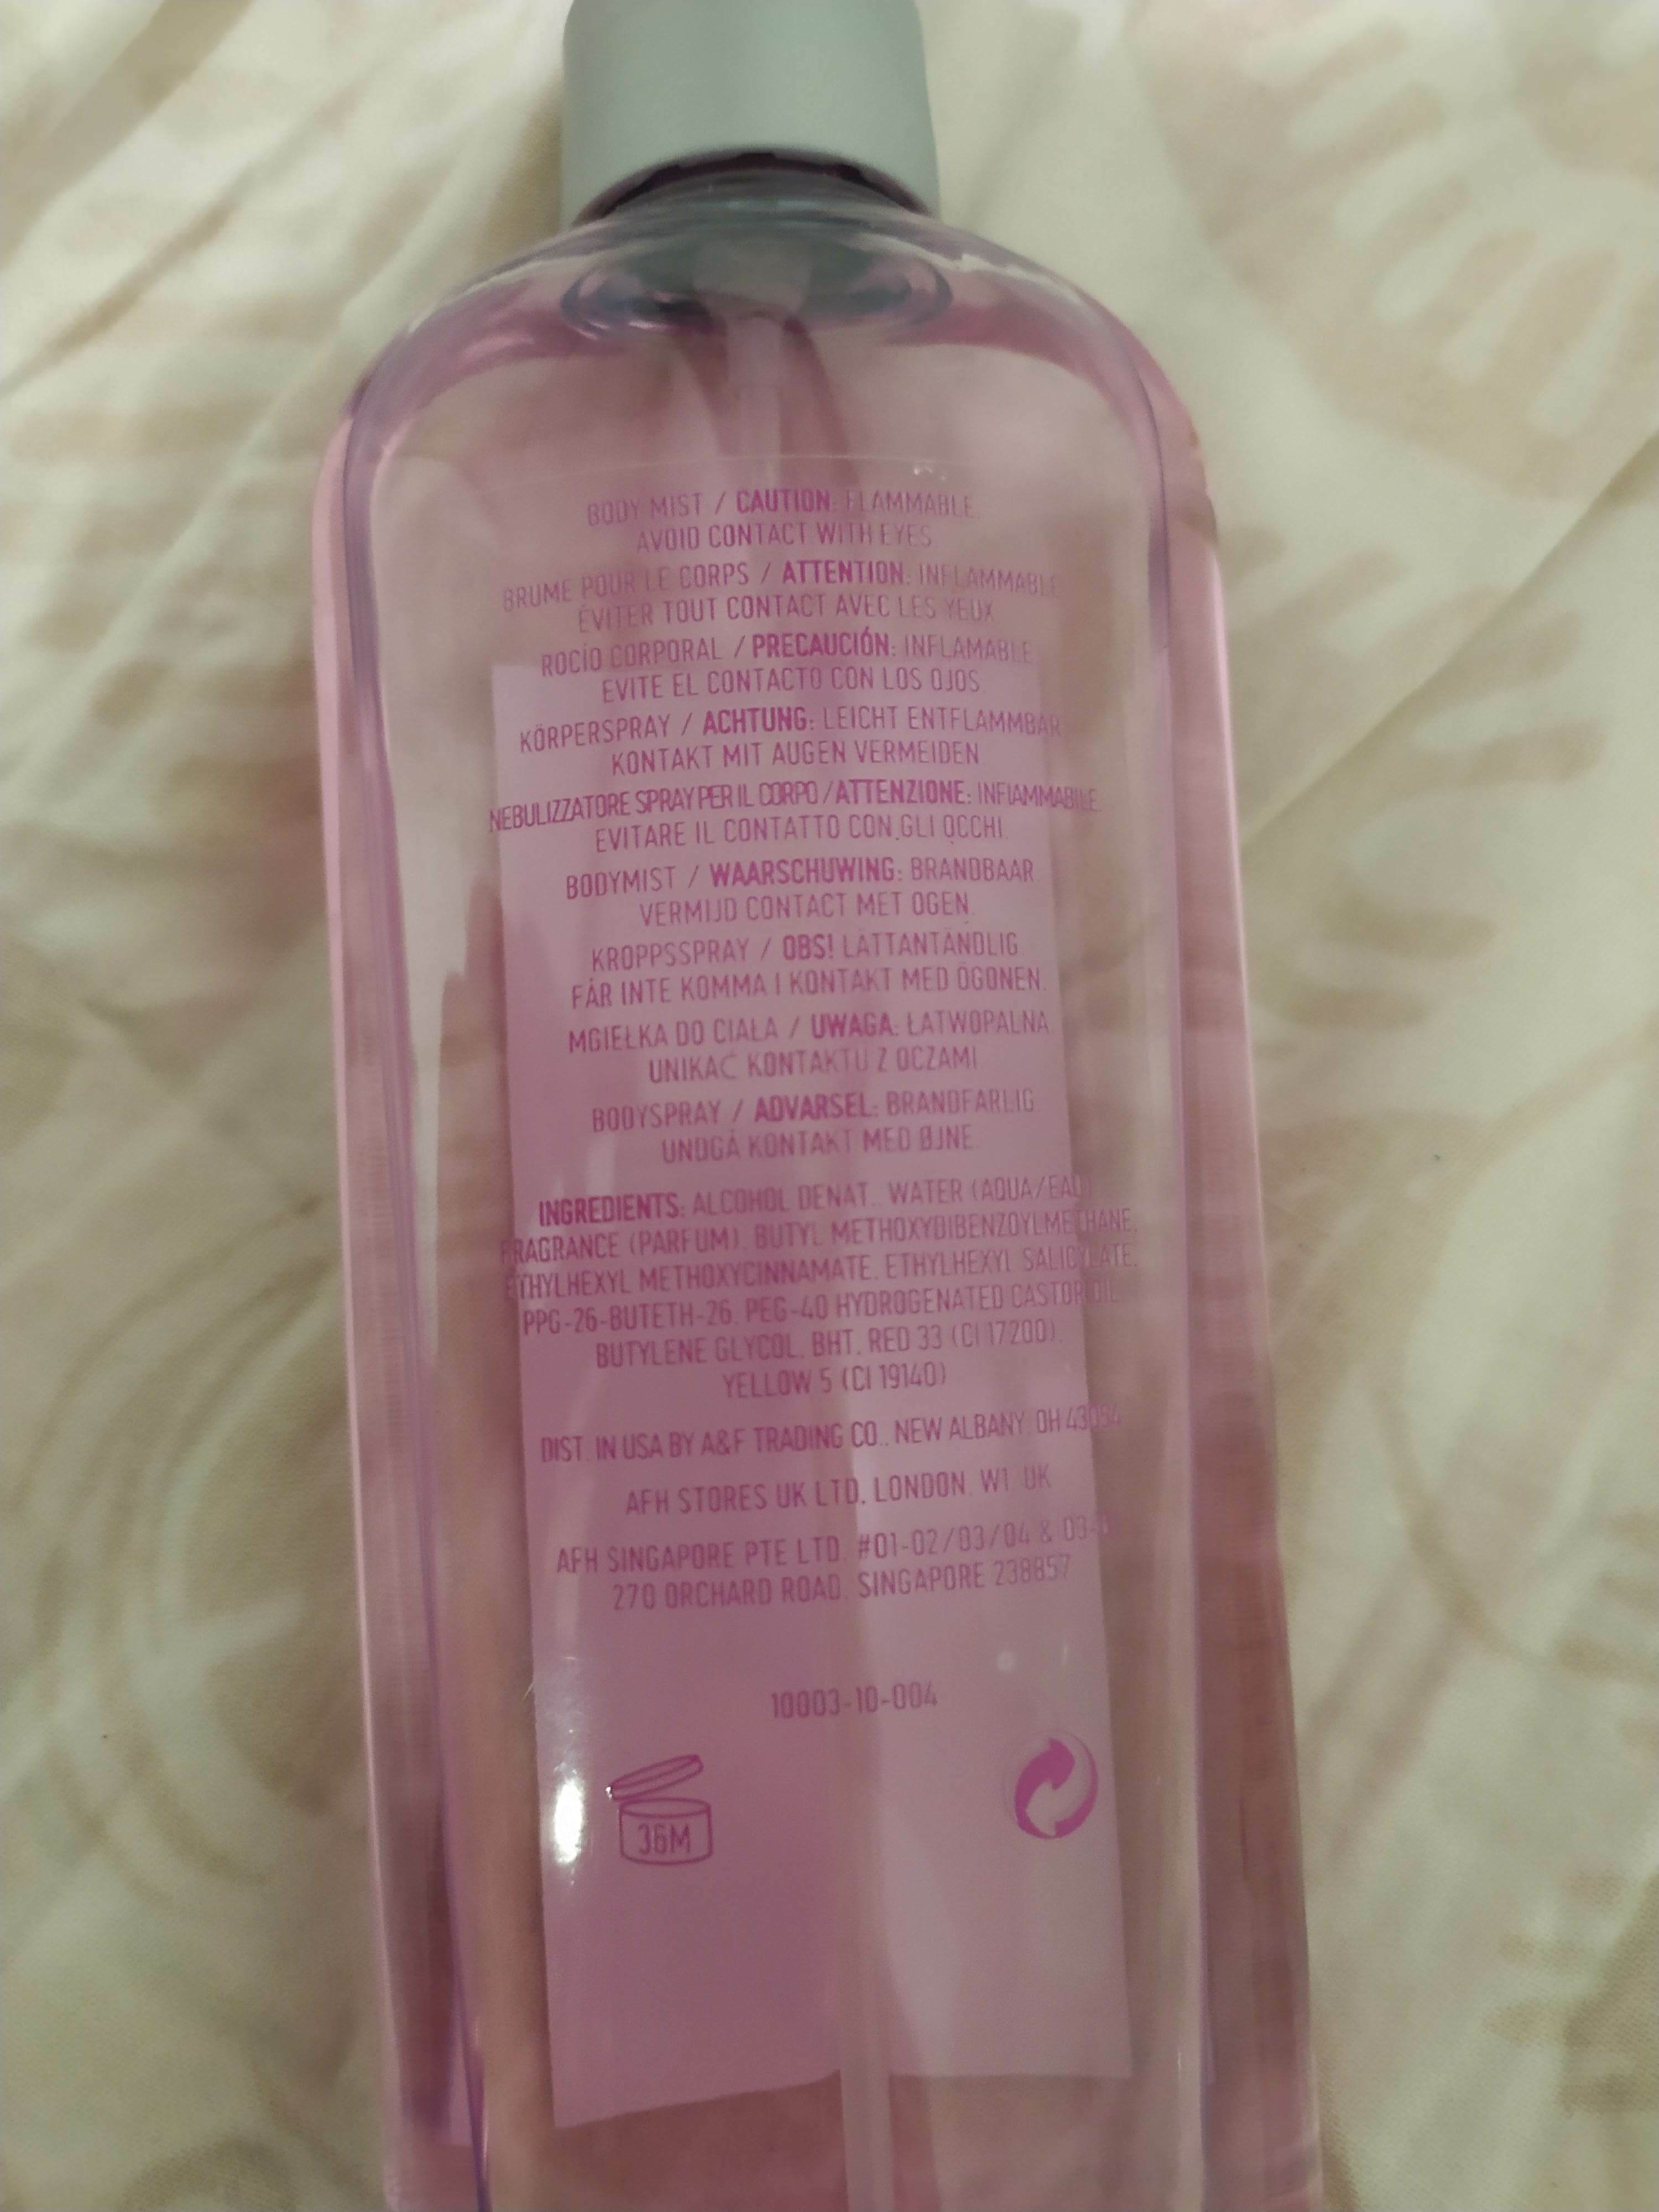 BODY MIST / CAUTION: FLAMMABLE.
AVOID CONTACT WITH EYES.
BRUME POUR LE CORPS / ATTENTION: INFLAMMABLE
ÉVITER TOUT CONTACT AVEC LES YEUX.
ROCÍO CORPORAL / PRECAUCIÓN: INFLAMABLE
EVITE EL CONTACTO CON LOS OJOS
KÖRPERSPRAY / ACHTUNG: LEICHT ENTFLAMMBAR
KONTAKT MIT AUGEN VERMEIDEN
NEBULIZZATORE SPRAY PER IL CORPO / ATTENZIONE: INFIAMMABILE.
EVITARE IL CONTATTO CON GLI OCCHI.
BODYMIST / WAARSCHUWING: BRANDBAAR
VERMIJD CONTACT MET OGEN.
KROPPSSPRAY / OBS! LÄTTANTÄNDLIG.
FÅR INTE KOMMA I KONTAKT MED ÖGONEN.
MGIEŁKA DO CIAŁA / UWAGA: ŁATWOPALNA.
UNIKAĆ KONTAKTU Z OCZAMI
BODYSPRAY / ADVARSEL: BRANDFARLIG
UNDGÅ KONTAKT MED ØJNE
INGREDIENTS: ALCOHOL DENAT., WATER (AQUA/EAU)
FRAGRANCE (PARFUM), BUTYL METHOXYDIBENZOYLMETHANE,
ETHYLHEXYL METHOXYCINNAMATE, ETHYLHEXYL SALICYLATE,
PPG-26-BUTETH-26, PEG-40 HYDROGENATED CASTOR OIL
BUTYLENE GLYCOL, BHT, RED 33 (CI 17200),
YELLOW 5 (CI 19140)
DIST. IN USA BY A&F TRADING CO., NEW ALBANY, OH 43054
AFH STORES UK LTD, LONDON, W1, UK
AFH SINGAPORE PTE LTD, #01-02/03/04 & 03-
270 ORCHARD ROAD, SINGAPORE 238857
10003-10-004
36M